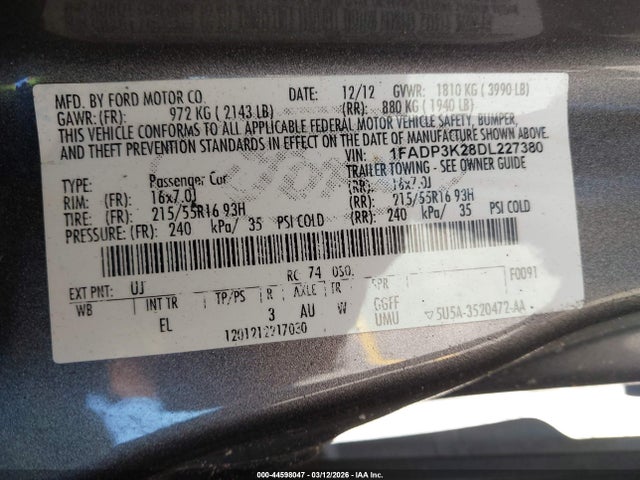 MFD. BY FORD MOTOR CO.  DATE: 12/12  GVWR: 1810 KG ( 3990 LB)
GAWR: (FR): 972 KG ( 2143 LB)  (RR): 880 KG ( 1940 LB)
THIS VEHICLE CONFORMS TO ALL APPLICABLE FEDERAL MOTOR VEHICLE SAFETY, BUMPER,
THEFT PREVENTION STANDARDS IN EFFECT ON THE DATE OF MANUFACTURE SHOWN ABOVE
VIN: 1FADP3K28DL227380
TYPE: Passenger Car  TRAILER TOWING - SEE OWNER GUIDE
RIM: (FR): 16x7.0J  (RR): 16x7.0J
TIRE: (FR): 215/55R16 93H  (RR): 215/55R16 93H
PRESSURE: (FR): 240 kPa/ 35 PSI COLD  (RR): 240 kPa/ 35 PSI COLD
EXT PNT: UJ  RC: 74  DSO:  F0091
WB  INT TR  TP/PS  R  AXLE  TR  SPR
EL  3  AU  W  GGFF
UMU  ▽ 5U5A-3520472-AA
1201212217030
000-44598047 - 03/12/2026 - IAA Inc.